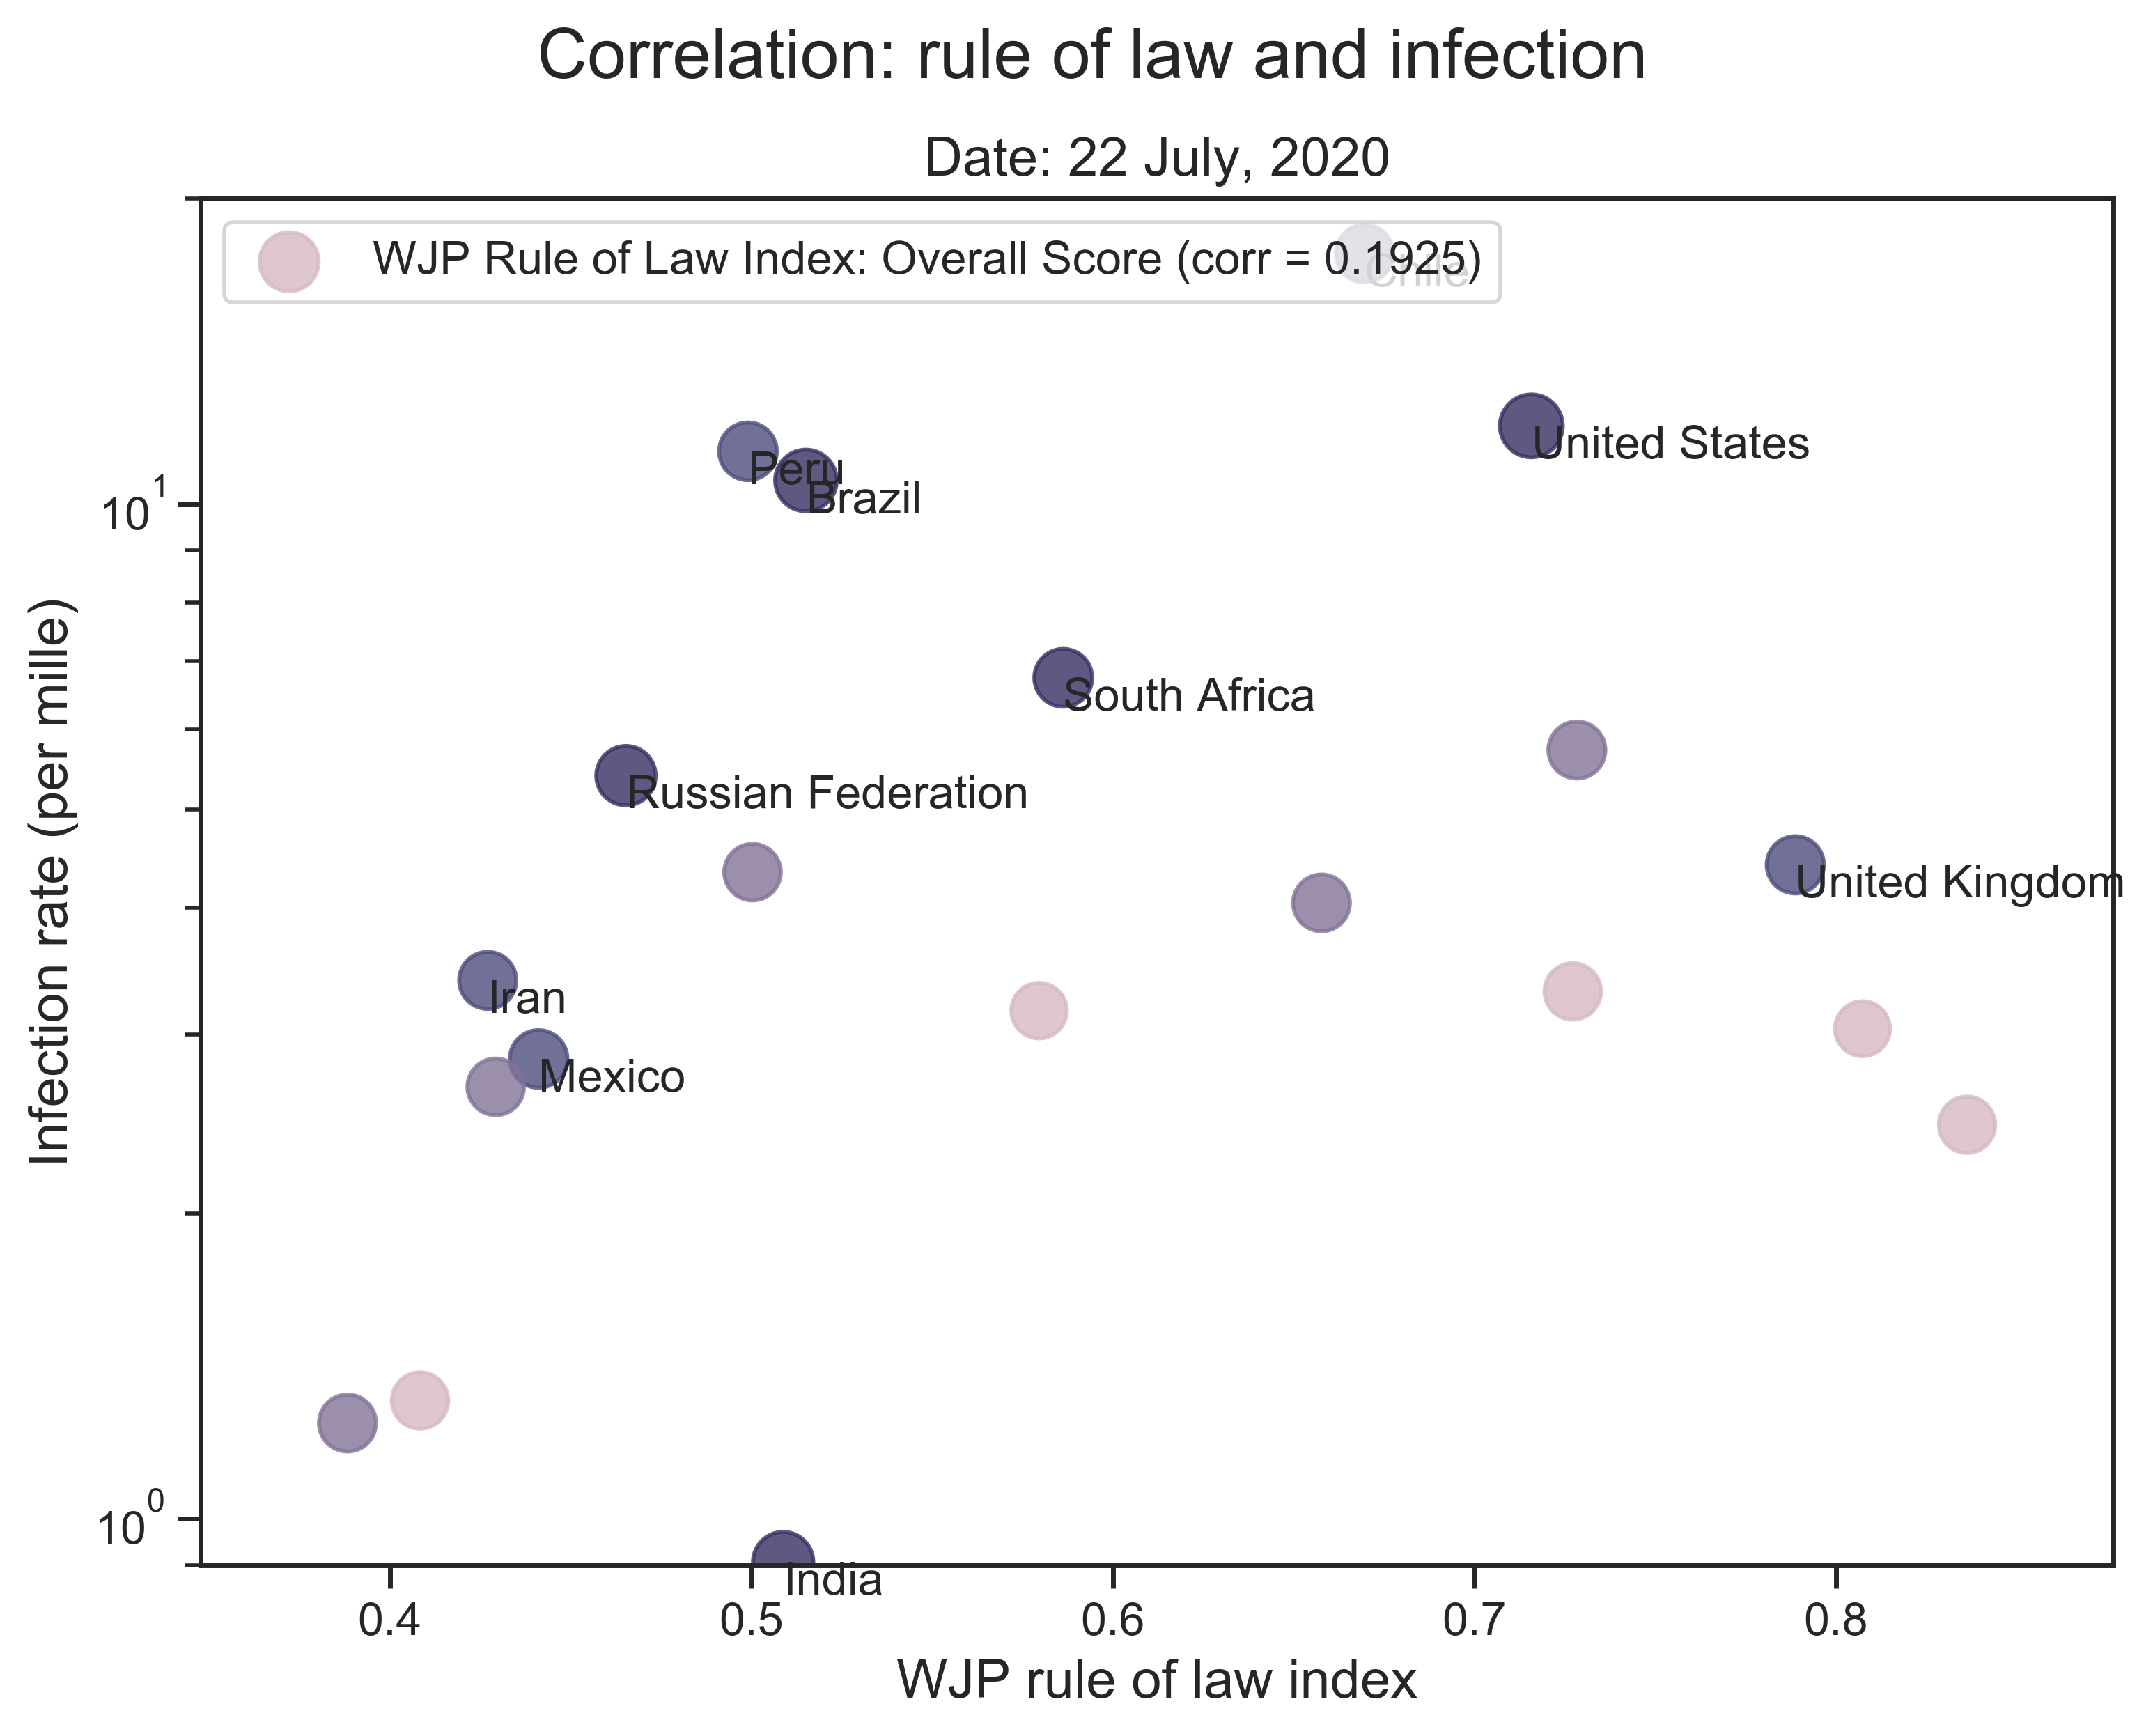 Correlation: rule of law and infection
Date: 22 July, 2020
WJP Rule of Law Index: Overall Score (corr = 0.1925)
Chile
United States
Peru
Brazil
10^1
South Africa
Russian Federation
United Kingdom
Iran
Mexico
Infection rate (per mille)
10^0
India
0.4 0.5 0.6 0.7 0.8
WJP rule of law index